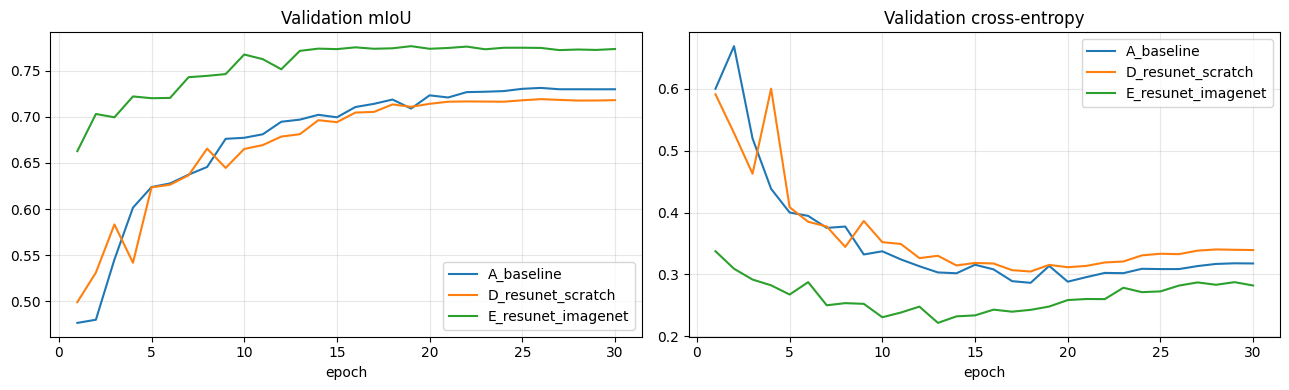 Validation mIoU
0.75
0.70
0.65
0.60
0.55
0.50
0 5 10 15 20 25 30
epoch
A_baseline
D_resunet_scratch
E_resunet_imagenet
Validation cross-entropy
A_baseline
D_resunet_scratch
E_resunet_imagenet
0.6
0.5
0.4
0.3
0.2
0 5 10 15 20 25 30
epoch